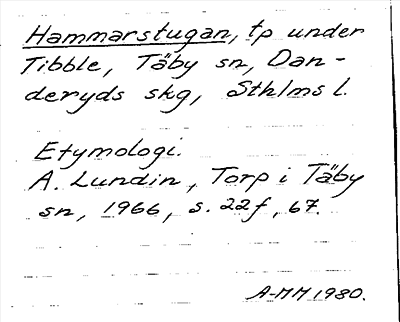 Hammarstugan, tp under
Tibble, Täby sn, Dan-
deryds skg, Sthlms l.
Etymologi.
A. Lundin, Torp i Täby
sn, 1966, s. 22f, 67.
A-MM 1980.